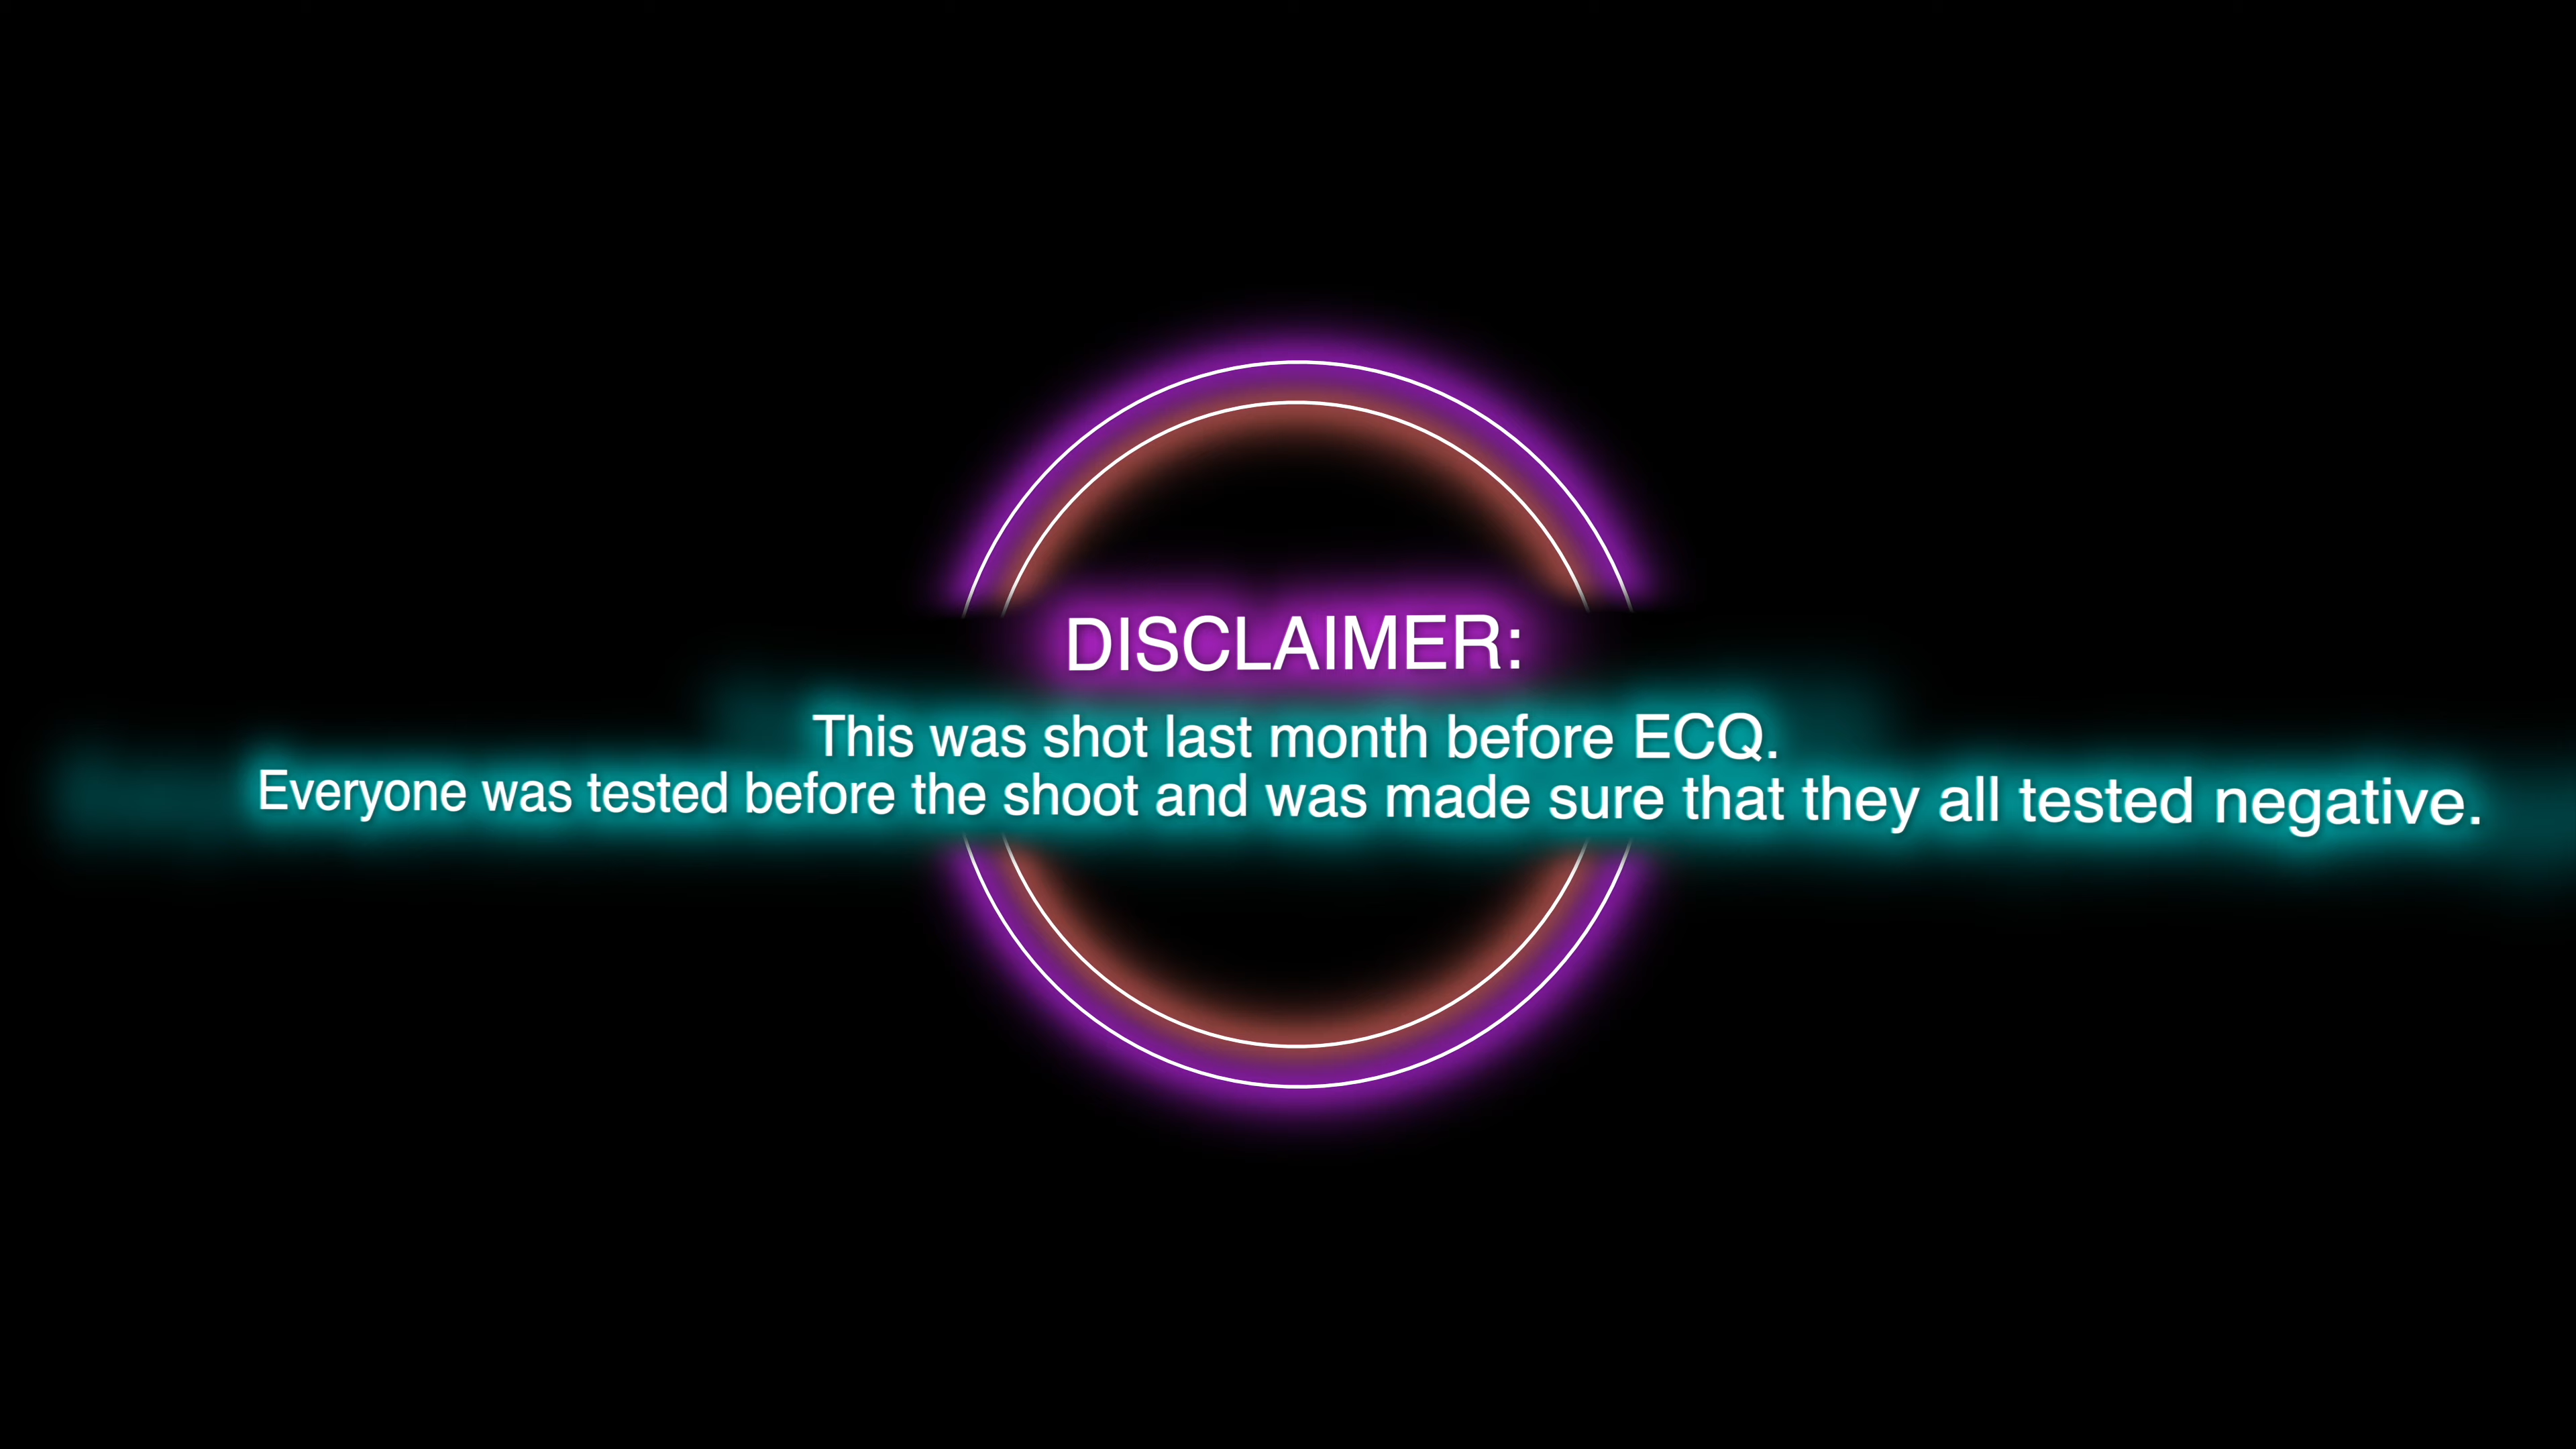 DISCLAIMER:
This was shot last month before ECQ.
Everyone was tested before the shoot and was made sure that they all tested negative.